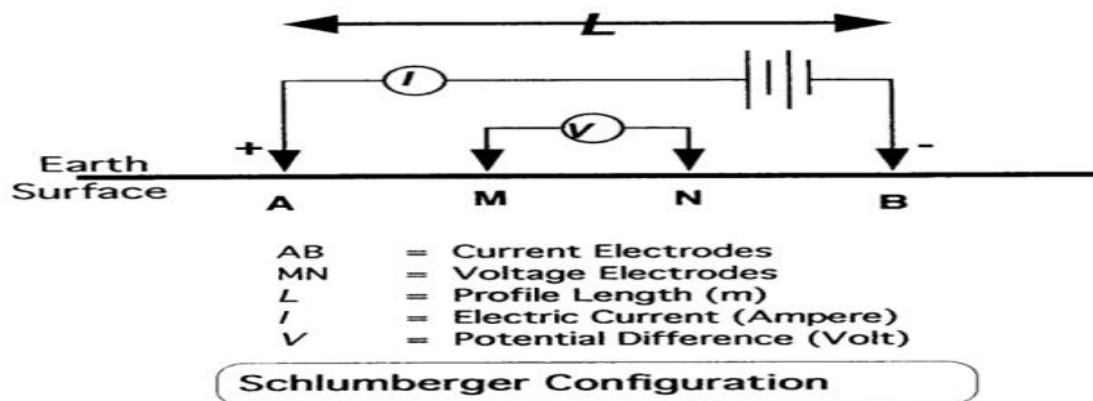 L
I
V
+
-
Earth
Surface
A M N B
AB = Current Electrodes
MN = Voltage Electrodes
L = Profile Length (m)
I = Electric Current (Ampere)
V = Potential Difference (Volt)
Schlumberger Configuration